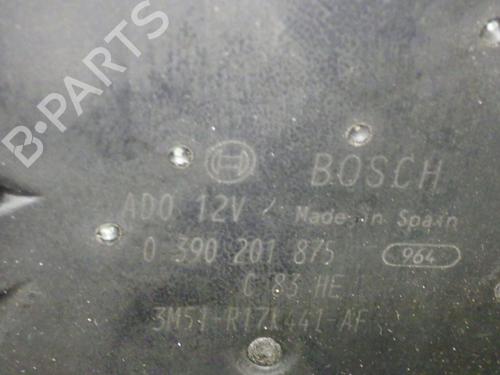 B-PARTS
BOSCH
ADO 12V Made in Spain
0 390 201 875 964
C 83 HE
3M51-R17K441-AF